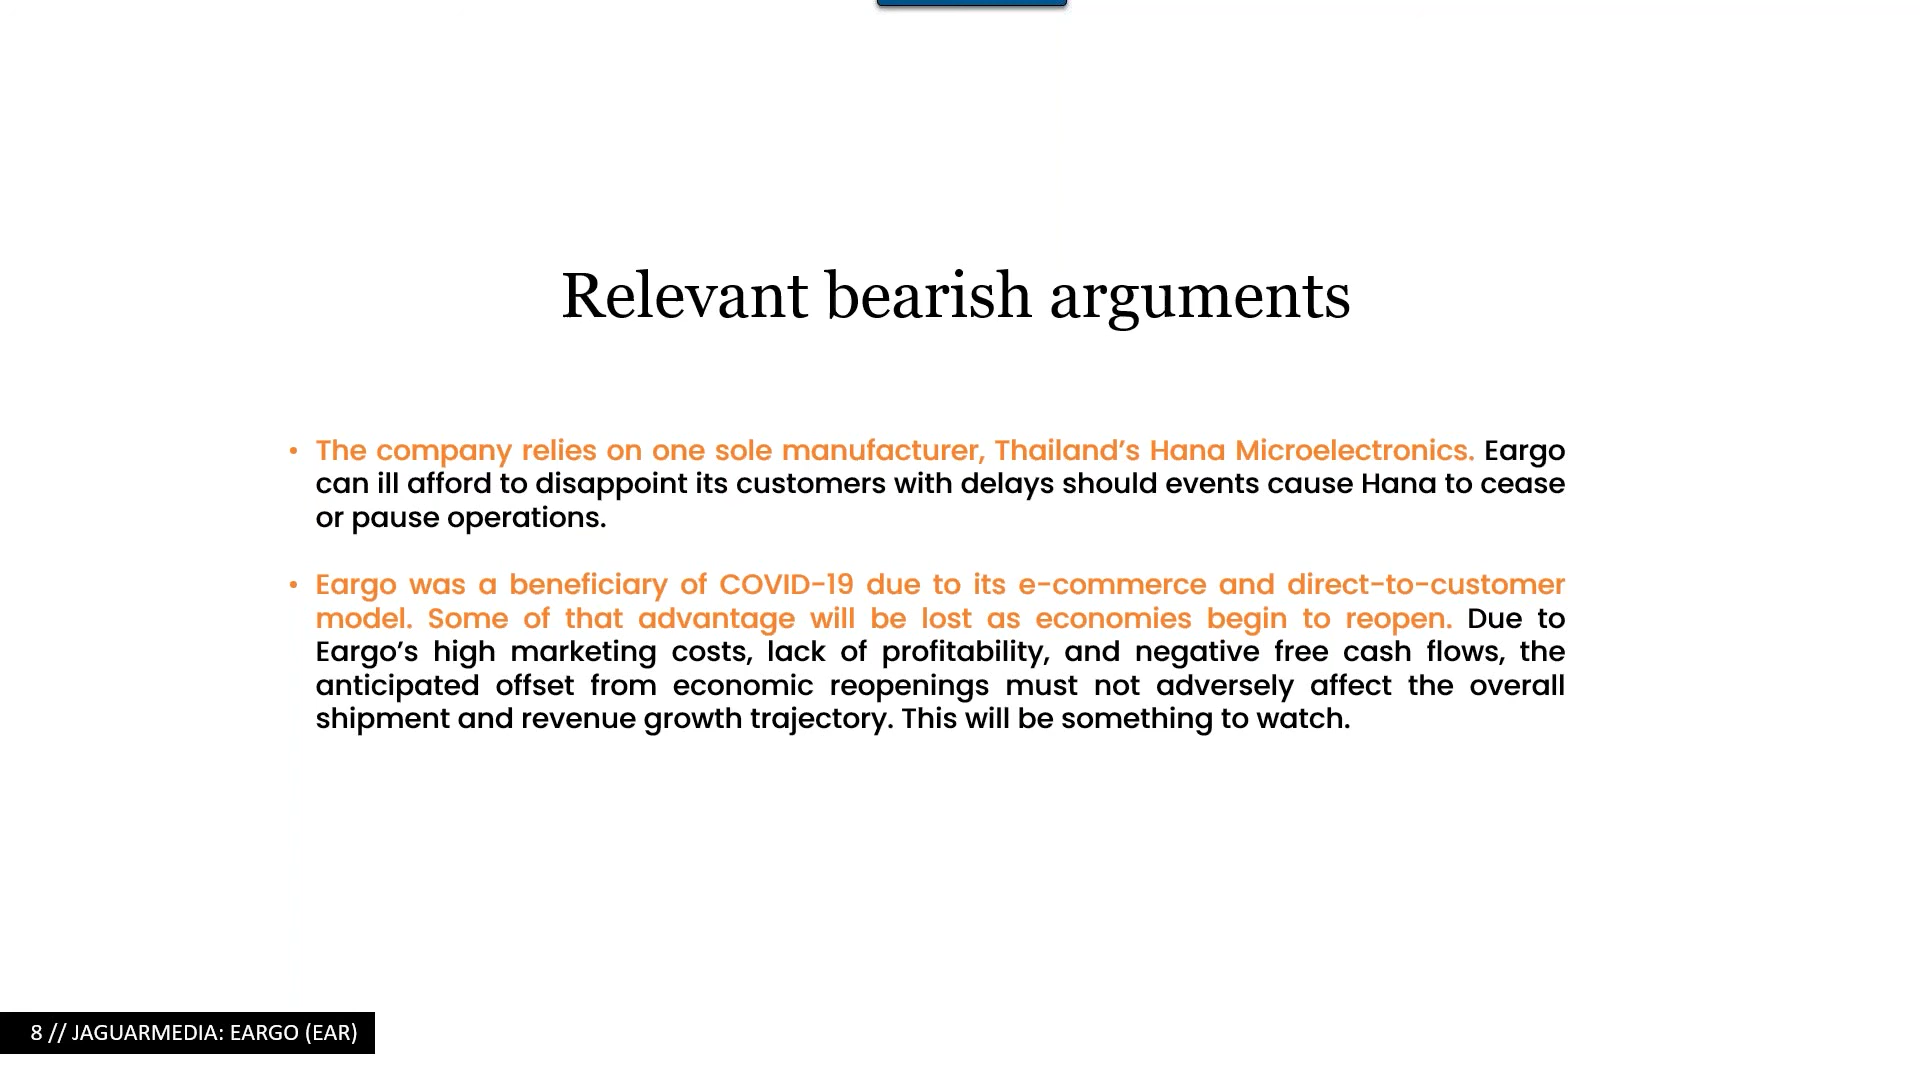 Relevant bearish arguments
• The company relies on one sole manufacturer, Thailand’s Hana Microelectronics. Eargo
can ill afford to disappoint its customers with delays should events cause Hana to cease
or pause operations.
• Eargo was a beneficiary of COVID-19 due to its e-commerce and direct-to-customer
model. Some of that advantage will be lost as economies begin to reopen. Due to
Eargo’s high marketing costs, lack of profitability, and negative free cash flows, the
anticipated offset from economic reopenings must not adversely affect the overall
shipment and revenue growth trajectory. This will be something to watch.
8 // JAGUARMEDIA: EARGO (EAR)